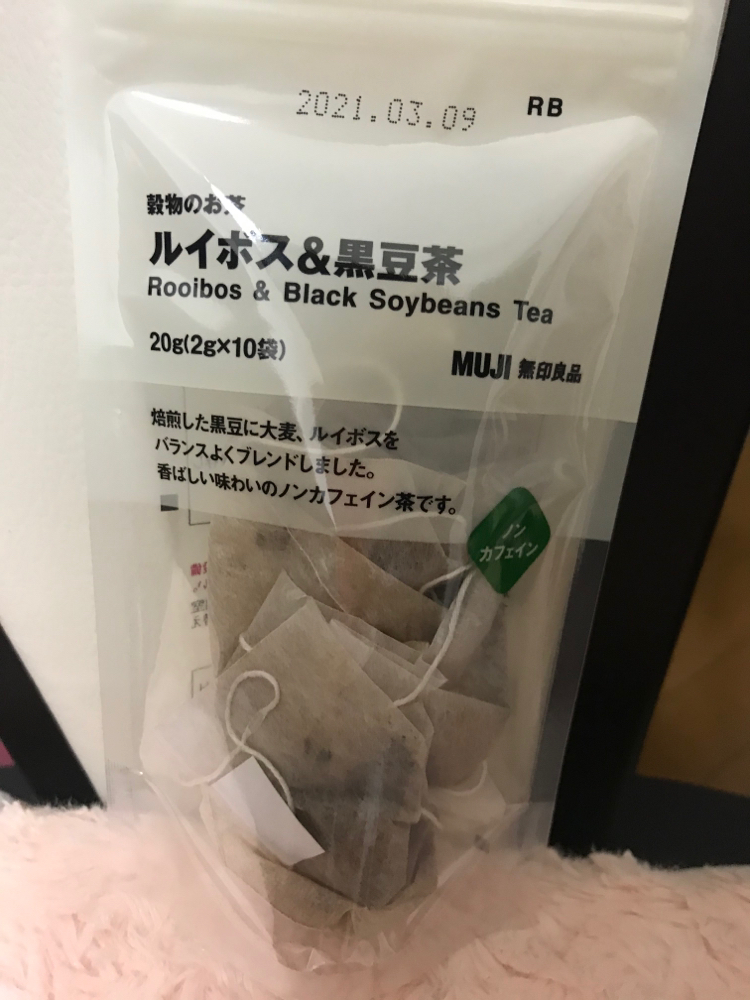 2021.03.09 RB
穀物のお茶
ルイボス&黒豆茶
Rooibos & Black Soybeans Tea
20g(2g×10袋)
MUJI 無印良品
焙煎した黒豆に大麦、ルイボスを
バランスよくブレンドしました。
香ばしい味わいのノンカフェイン茶です。
ノン
カフェイン